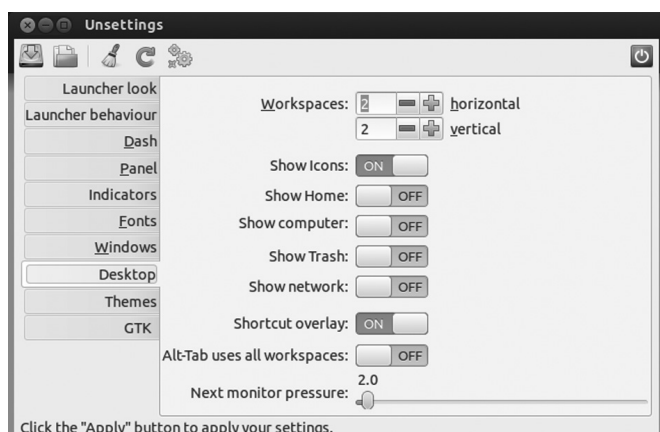 Unsettings
Launcher look
Launcher behaviour
Dash
Panel
Indicators
Fonts
Windows
Desktop
Themes
GTK
Workspaces: 2 horizontal
2 vertical
Show Icons: ON
Show Home: OFF
Show computer: OFF
Show Trash: OFF
Show network: OFF
Shortcut overlay: ON
Alt-Tab uses all workspaces: OFF
2.0
Next monitor pressure:
Click the "Apply" button to apply your settings.